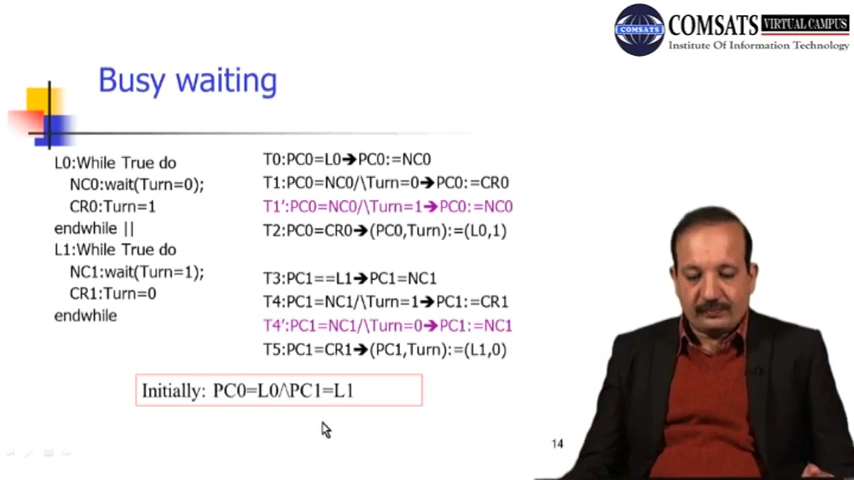 COMSATS
COMSATS VIRTUAL CAMPUS
Institute Of Information Technology
Busy waiting
L0:While True do
NC0:wait(Turn=0);
CR0:Turn=1
endwhile ||
L1:While True do
NC1:wait(Turn=1);
CR1:Turn=0
endwhile
T0:PC0=L0➔PC0:=NC0
T1:PC0=NC0/\Turn=0➔PC0:=CR0
T1':PC0=NC0/\Turn=1➔PC0:=NC0
T2:PC0=CR0➔(PC0,Turn):=(L0,1)
T3:PC1==L1➔PC1=NC1
T4:PC1=NC1/\Turn=1➔PC1:=CR1
T4':PC1=NC1/\Turn=0➔PC1:=NC1
T5:PC1=CR1➔(PC1,Turn):=(L1,0)
Initially: PC0=L0/\PC1=L1
14